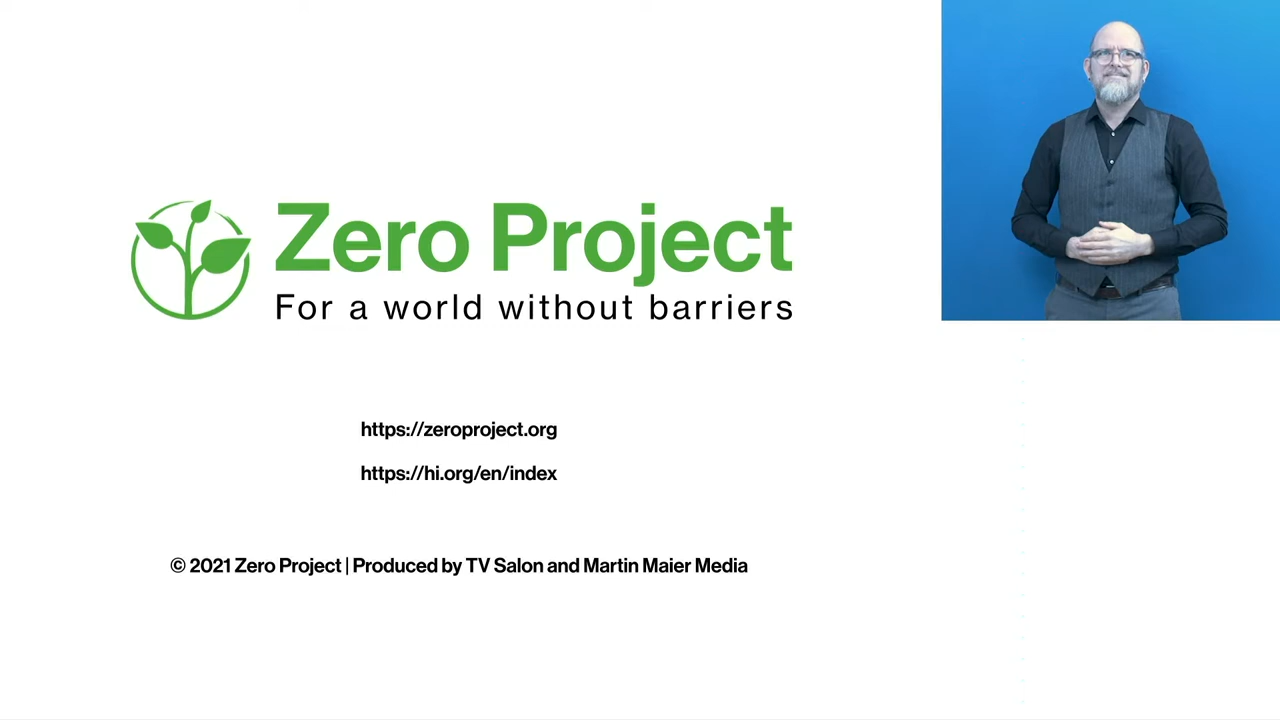 Zero Project
For a world without barriers
https://zeroproject.org
https://hi.org/en/index
© 2021 Zero Project | Produced by TV Salon and Martin Maier Media